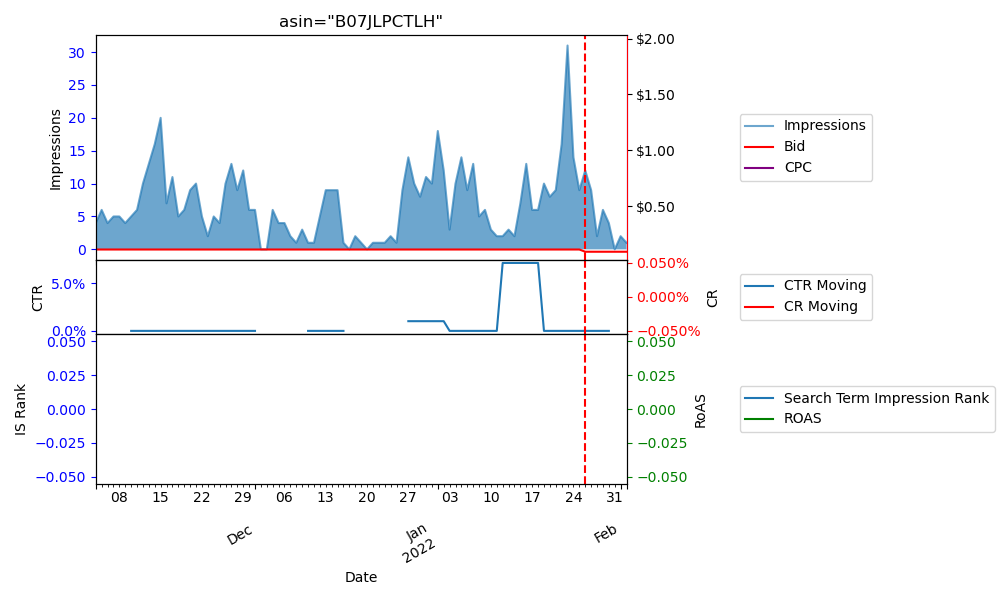 asin="B07JLPCTLH"
Impressions
30
25
20
15
10
5
0
$2.00
$1.50
$1.00
$0.50
Impressions
Bid
CPC
CTR
5.0%
0.0%
0.050%
0.000%
−0.050%
CR
CTR Moving
CR Moving
IS Rank
0.050
0.025
0.000
−0.025
−0.050
0.050
0.025
0.000
−0.025
−0.050
RoAS
Search Term Impression Rank
ROAS
08 15 22 29 06 13 20 27 03 10 17 24 31
Dec Jan Feb
2022
Date